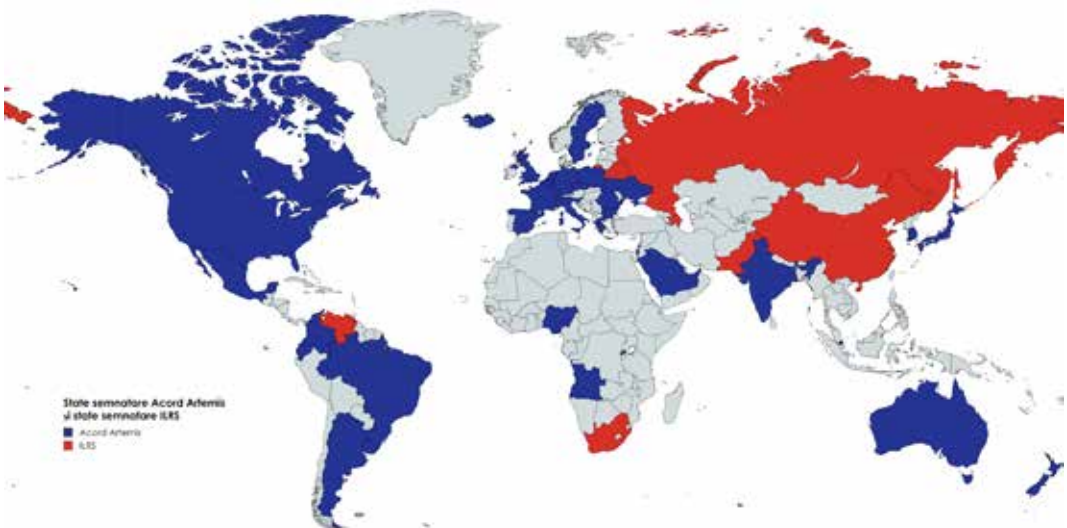 State semnatare Acord Artemis
și state semnatare ILRS
Acord Artemis
ILRS